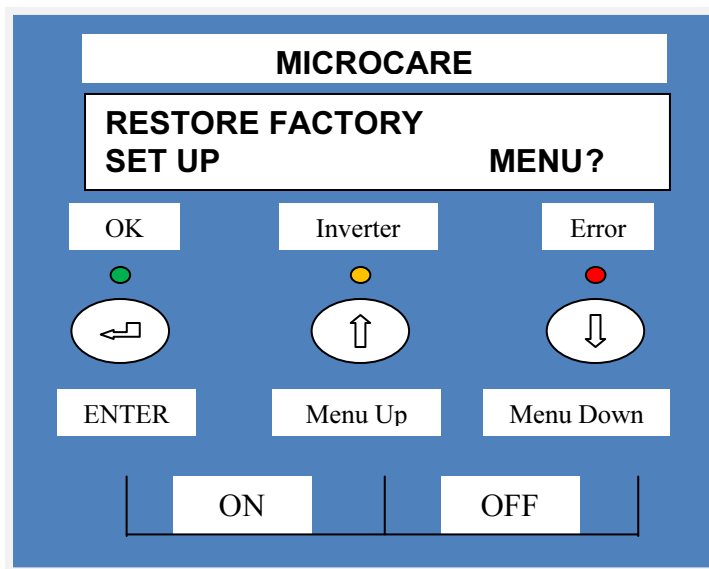 MICROCARE
RESTORE FACTORY
SET UP MENU?
OK Inverter Error
ENTER Menu Up Menu Down
ON OFF